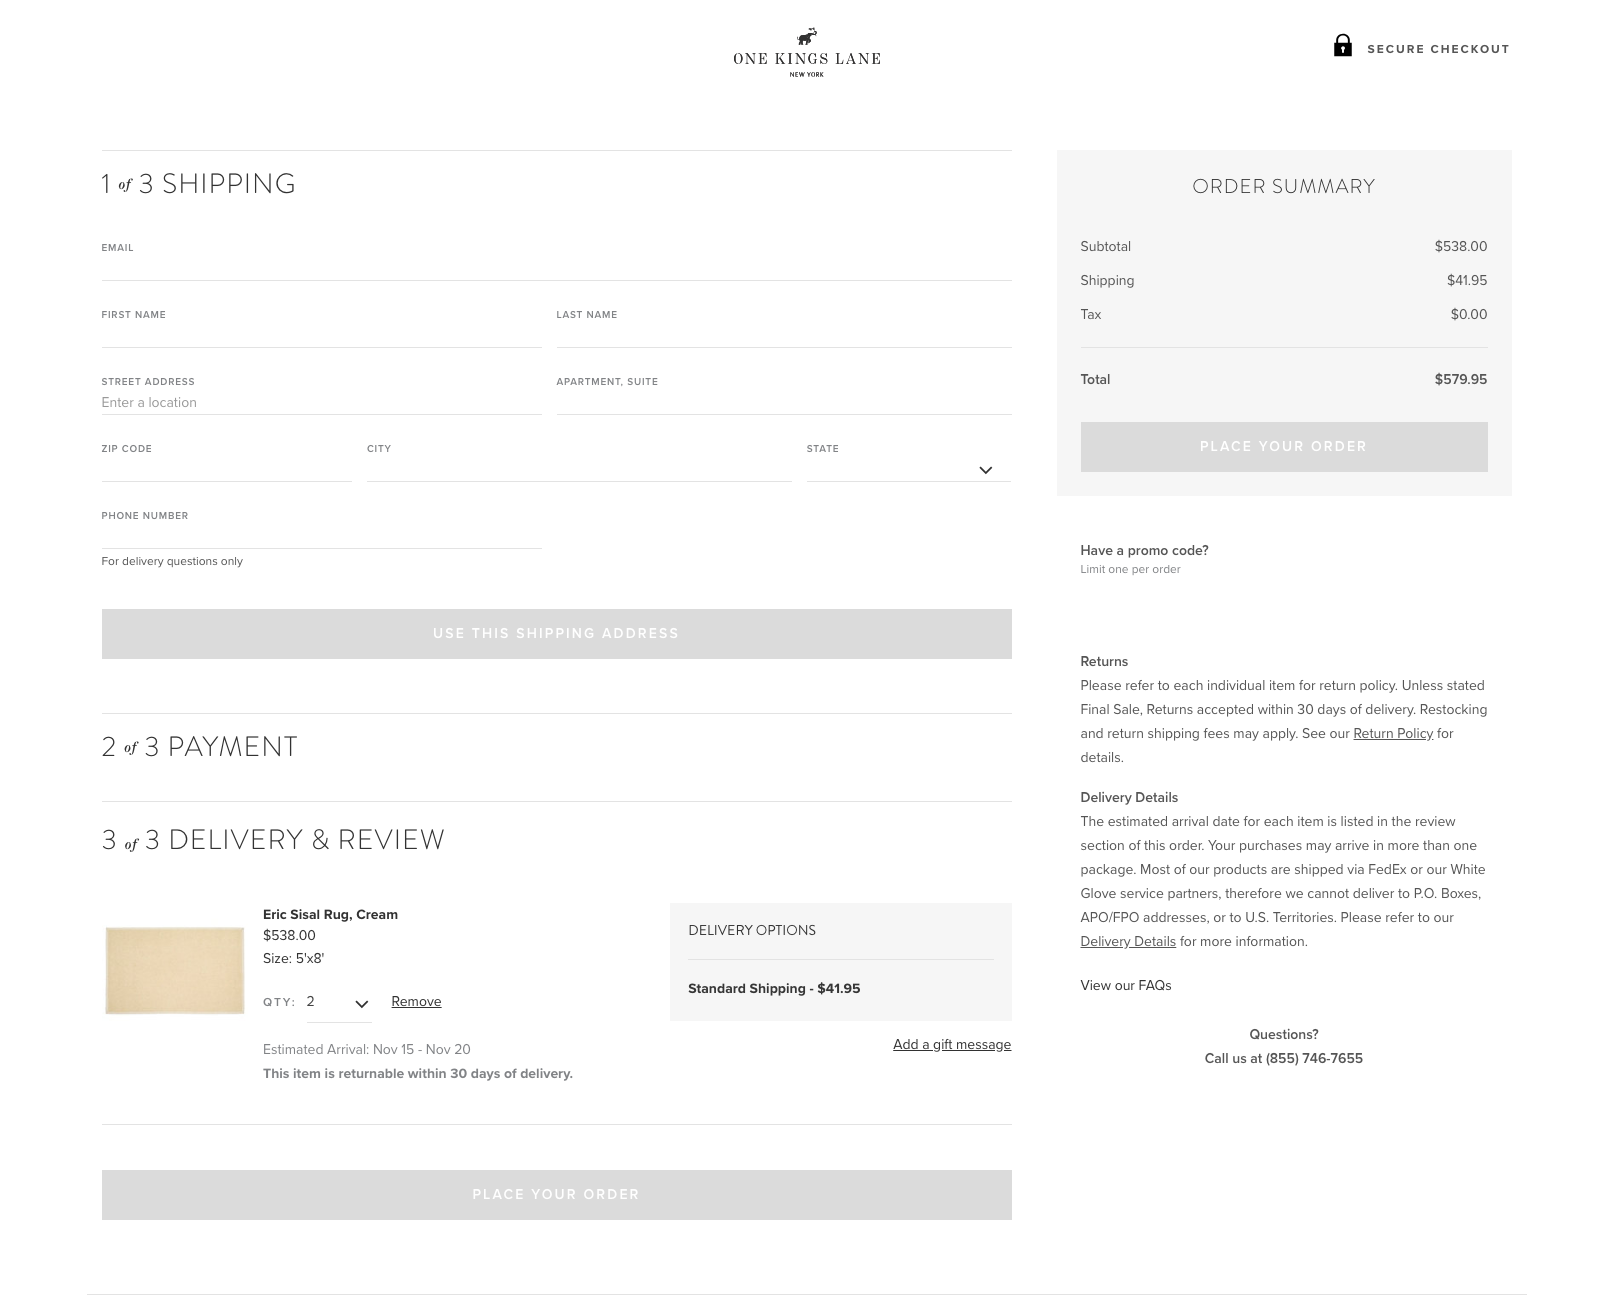 ONE KINGS LANE
NEW YORK
SECURE CHECKOUT
1 of 3 SHIPPING
EMAIL
FIRST NAME
LAST NAME
STREET ADDRESS
Enter a location
APARTMENT, SUITE
ZIP CODE
CITY
STATE
PHONE NUMBER
For delivery questions only
USE THIS SHIPPING ADDRESS
2 of 3 PAYMENT
3 of 3 DELIVERY & REVIEW
Eric Sisal Rug, Cream
$538.00
Size: 5'x8'
QTY: 2 Remove
Estimated Arrival: Nov 15 - Nov 20
This item is returnable within 30 days of delivery.
DELIVERY OPTIONS
Standard Shipping - $41.95
Add a gift message
PLACE YOUR ORDER
ORDER SUMMARY
Subtotal $538.00
Shipping $41.95
Tax $0.00
Total $579.95
PLACE YOUR ORDER
Have a promo code?
Limit one per order
Returns
Please refer to each individual item for return policy. Unless stated
Final Sale, Returns accepted within 30 days of delivery. Restocking
and return shipping fees may apply. See our Return Policy for
details.
Delivery Details
The estimated arrival date for each item is listed in the review
section of this order. Your purchases may arrive in more than one
package. Most of our products are shipped via FedEx or our White
Glove service partners, therefore we cannot deliver to P.O. Boxes,
APO/FPO addresses, or to U.S. Territories. Please refer to our
Delivery Details for more information.
View our FAQs
Questions?
Call us at (855) 746-7655